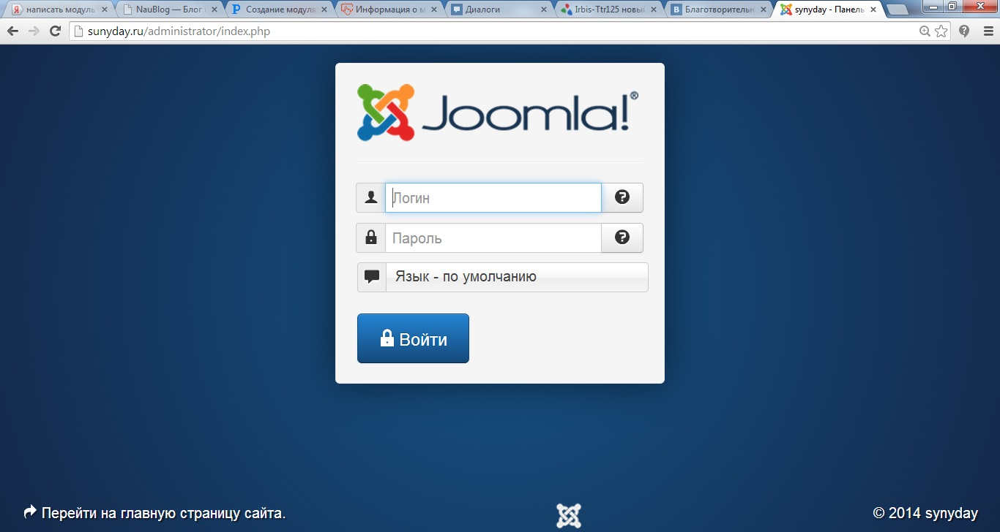 написать модуль
NauBlog — Блог
Создание модуля
Информация о м
Диалоги
Irbis-Ttr125 новый
Благотворительн
synyday - Панель
sunyday.ru/administrator/index.php
Joomla!®
Логин
Пароль
Язык - по умолчанию
Войти
Перейти на главную страницу сайта.
© 2014 synyday